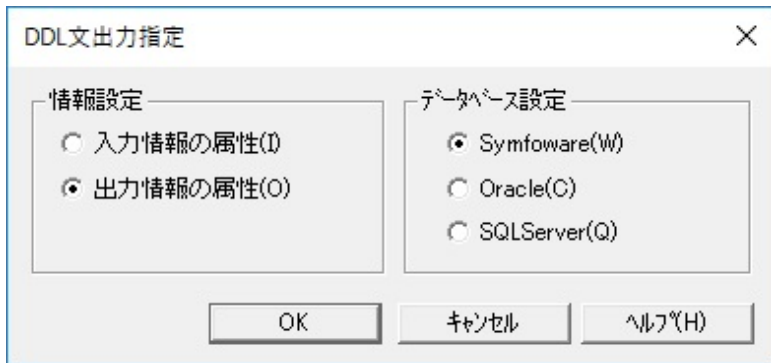 DDL文出力指定
情報設定
入力情報の属性(I)
出力情報の属性(O)
データベース設定
Symfoware(W)
Oracle(C)
SQLServer(Q)
OK
キャンセル
ヘルプ(H)